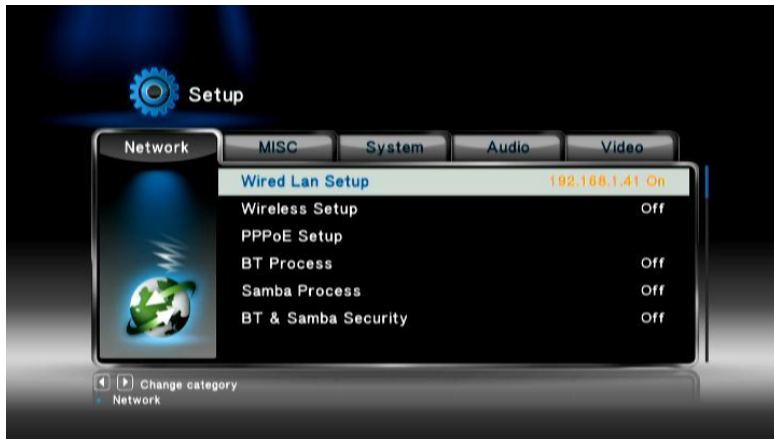 Setup
Network MISC System Audio Video
Wired Lan Setup 192.168.1.41 On
Wireless Setup Off
PPPoE Setup
BT Process Off
Samba Process Off
BT & Samba Security Off
Change category
Network